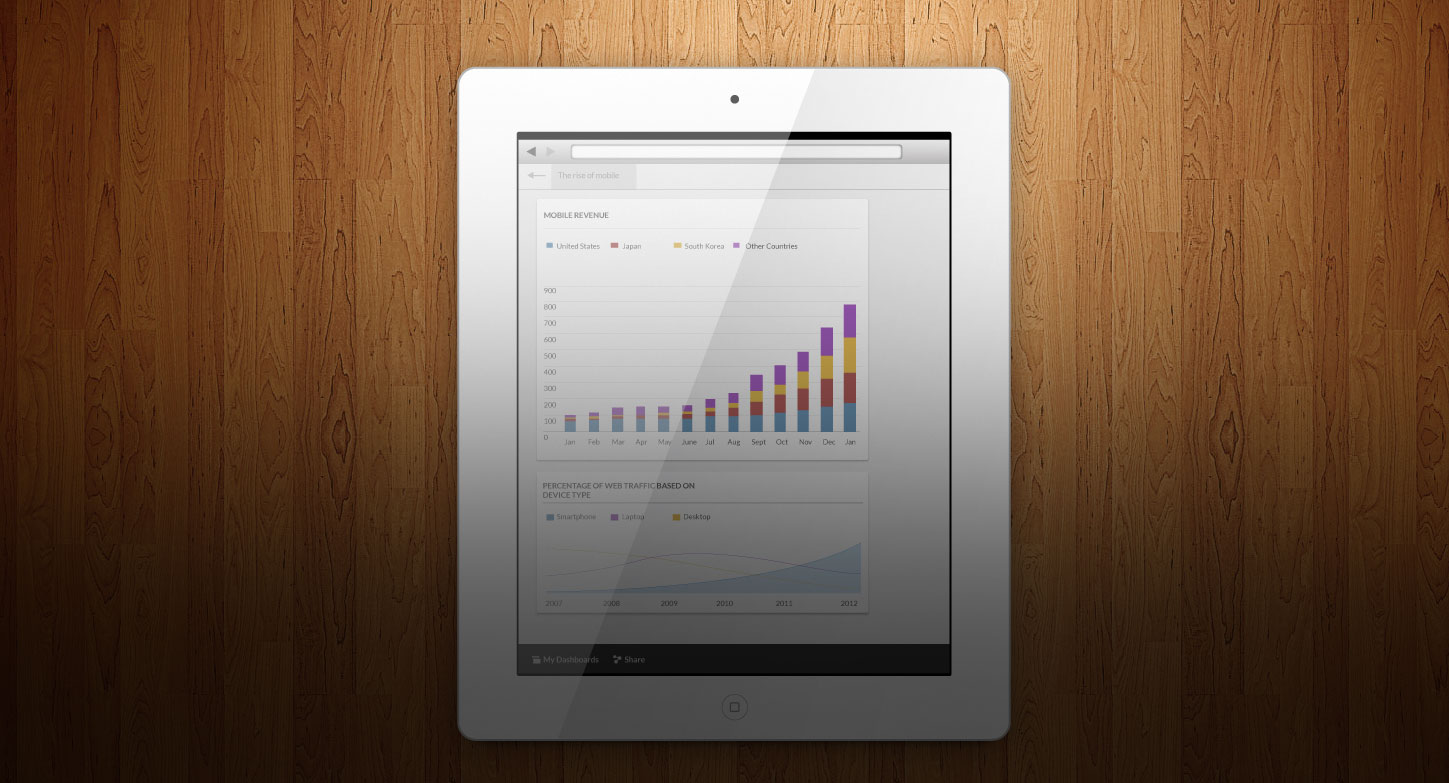 The rise of mobile
MOBILE REVENUE
United States Japan South Korea Other Countries
900
800
700
600
500
400
300
200
100
0
Jan Feb Mar Apr May June Jul Aug Sept Oct Nov Dec Jan
PERCENTAGE OF WEB TRAFFIC BASED ON
DEVICE TYPE
Smartphone Laptop Desktop
2007 2008 2009 2010 2011 2012
My Dashboards Share